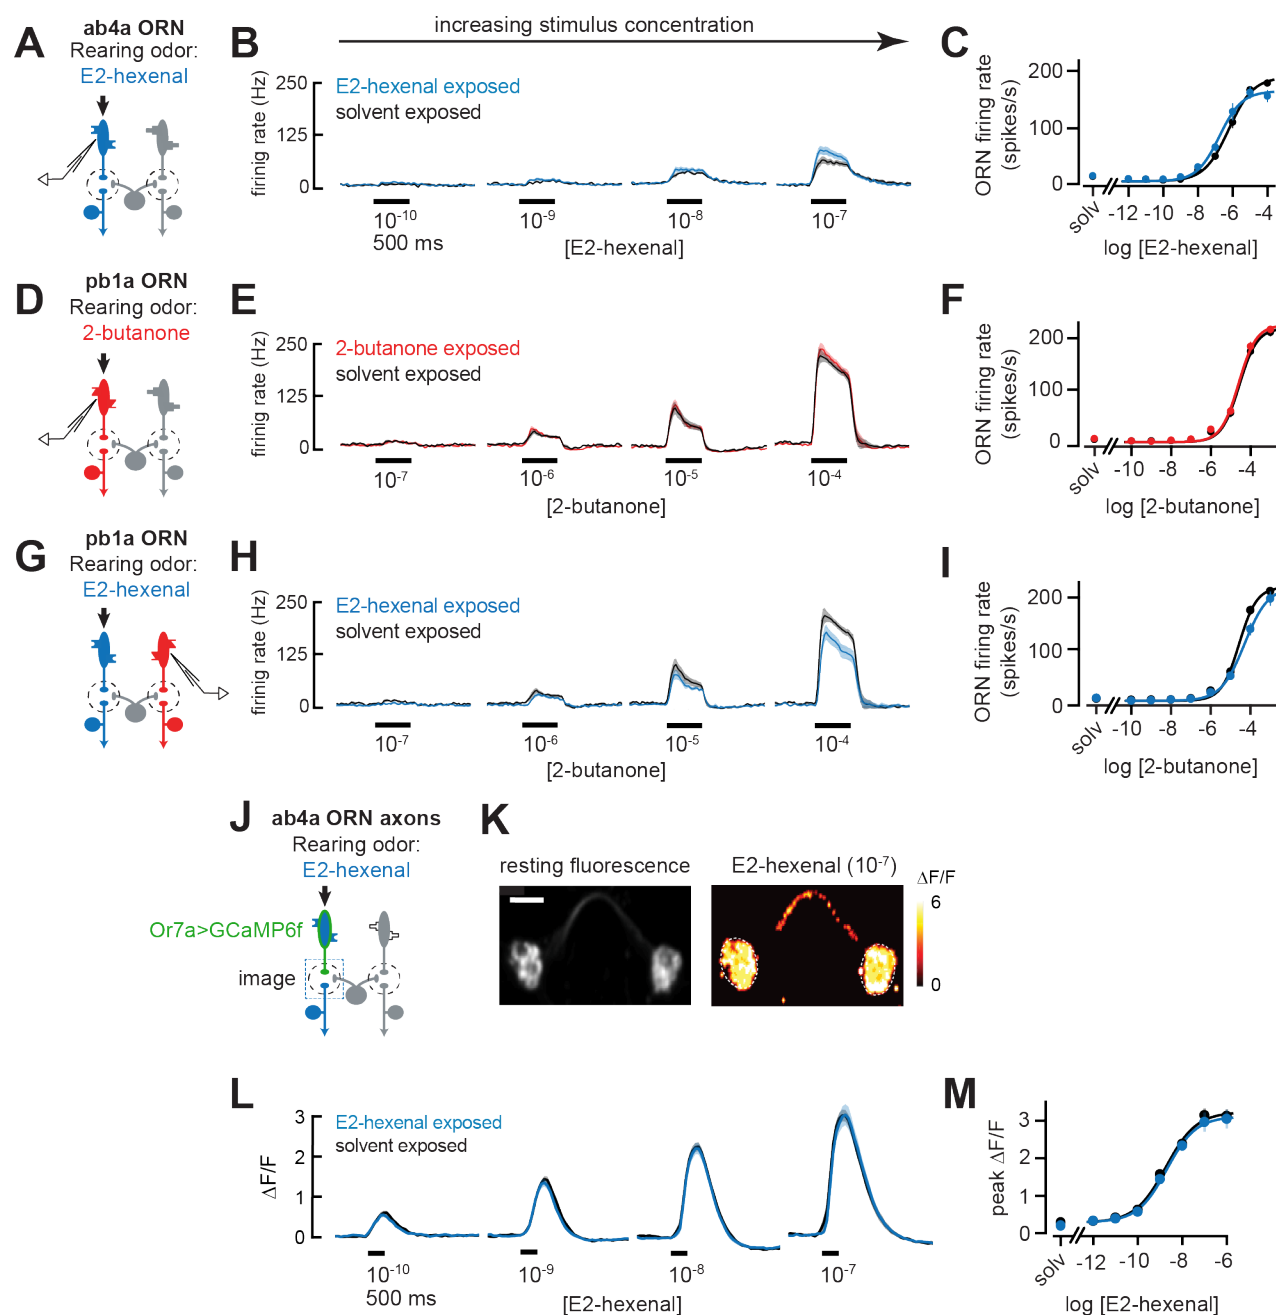 A
ab4a ORN
Rearing odor:
E2-hexenal
B
increasing stimulus concentration
firinig rate (Hz)
250
125
0
E2-hexenal exposed
solvent exposed
10-10
10-9
10-8
10-7
500 ms
[E2-hexenal]
C
ORN firing rate
(spikes/s)
200
100
0
solv
-12
-10
-8
-6
-4
log [E2-hexenal]
D
pb1a ORN
Rearing odor:
2-butanone
E
firinig rate (Hz)
250
125
0
2-butanone exposed
solvent exposed
10-7
10-6
10-5
10-4
[2-butanone]
F
ORN firing rate
(spikes/s)
200
100
0
solv
-10
-8
-6
-4
log [2-butanone]
G
pb1a ORN
Rearing odor:
E2-hexenal
H
firinig rate (Hz)
250
125
0
E2-hexenal exposed
solvent exposed
10-7
10-6
10-5
10-4
[2-butanone]
I
ORN firing rate
(spikes/s)
200
100
0
solv
-10
-8
-6
-4
log [2-butanone]
J
ab4a ORN axons
Rearing odor:
E2-hexenal
Or7a>GCaMP6f
image
K
resting fluorescence
E2-hexenal (10-7)
ΔF/F
6
0
L
ΔF/F
3
2
1
0
E2-hexenal exposed
solvent exposed
10-10
10-9
10-8
10-7
500 ms
[E2-hexenal]
M
peak ΔF/F
3
2
1
0
solv
-12
-10
-8
-6
log [E2-hexenal]